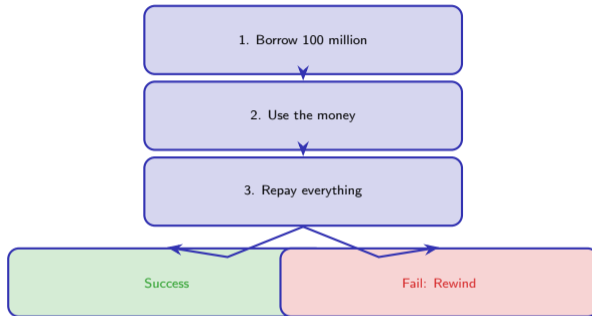 1. Borrow 100 million
2. Use the money
3. Repay everything
Success
Fail: Rewind